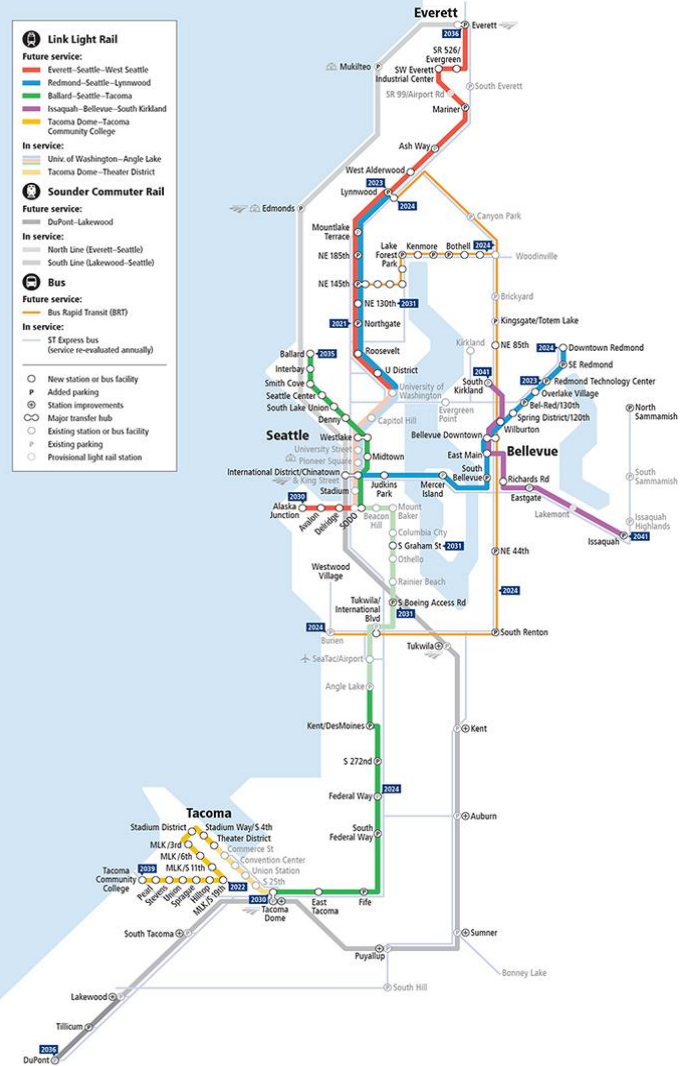 Link Light Rail
Future service:
Everett–Seattle–West Seattle
Redmond–Seattle–Lynnwood
Ballard–Seattle–Tacoma
Issaquah–Bellevue–South Kirkland
Tacoma Dome–Tacoma
Community College
In service:
Univ. of Washington–Angle Lake
Tacoma Dome–Theater District
Sounder Commuter Rail
Future service:
DuPont–Lakewood
In service:
North Line (Everett–Seattle)
South Line (Lakewood–Seattle)
Bus
Future service:
Bus Rapid Transit (BRT)
In service:
ST Express bus
(service re-evaluated annually)
New station or bus facility
P Added parking
Station improvements
Major transfer hub
Existing station or bus facility
P Existing parking
Provisional light rail station
Everett
Everett
2036
SR 526/
Evergreen
SW Everett
Industrial Center
Mukilteo
SR 99/Airport Rd
South Everett
Mariner
Ash Way
West Alderwood
2023
Lynnwood
2024
Edmonds
Canyon Park
Mountlake
Terrace
Lake
Forest
Park
Kenmore
Bothell
2024
Woodinville
NE 185th
NE 145th
NE 130th
2031
Brickyard
2021
Northgate
Kingsgate/Totem Lake
NE 85th
Kirkland
Ballard
2035
Roosevelt
2024
Downtown Redmond
Interbay
SE Redmond
U District
2041
South
Kirkland
2023
Redmond Technology Center
Smith Cove
University of
Washington
Overlake Village
Seattle Center
Bel-Red/130th
South Lake Union
Evergreen
Point
Spring District/120th
North
Sammamish
Denny
Capitol Hill
Wilburton
Seattle
Westlake
Bellevue Downtown
University Street
Pioneer Square
Midtown
East Main
Bellevue
International District/Chinatown
& King Street
South
Bellevue
South
Sammamish
Stadium
Judkins
Park
Mercer
Island
Richards Rd
Eastgate
2030
Alaska
Junction
Avalon
Delridge
SODO
Beacon
Hill
Mount
Baker
Lakemont
Issaquah
Highlands
Columbia City
Issaquah
2041
S Graham St
2031
Othello
NE 44th
Westwood
Village
Rainier Beach
2024
Tukwila/
International
Blvd
S Boeing Access Rd
2031
2024
Burien
South Renton
Tukwila
SeaTac/Airport
Angle Lake
Kent/DesMoines
Kent
S 272nd
2024
Federal Way
Auburn
Tacoma
Stadium District
Stadium Way/S 4th
South
Federal Way
Theater District
MLK/3rd
Commerce St
MLK/6th
Convention Center
MLK/S 11th
Union Station
2039
Tacoma
Community
College
S 25th
2022
Pearl
Stevens
Union
Sprague
Hilltop
MLK/S 19th
2030
Tacoma
Dome
East
Tacoma
Fife
South Tacoma
Sumner
Puyallup
Bonney Lake
South Hill
Lakewood
Tillicum
2036
DuPont